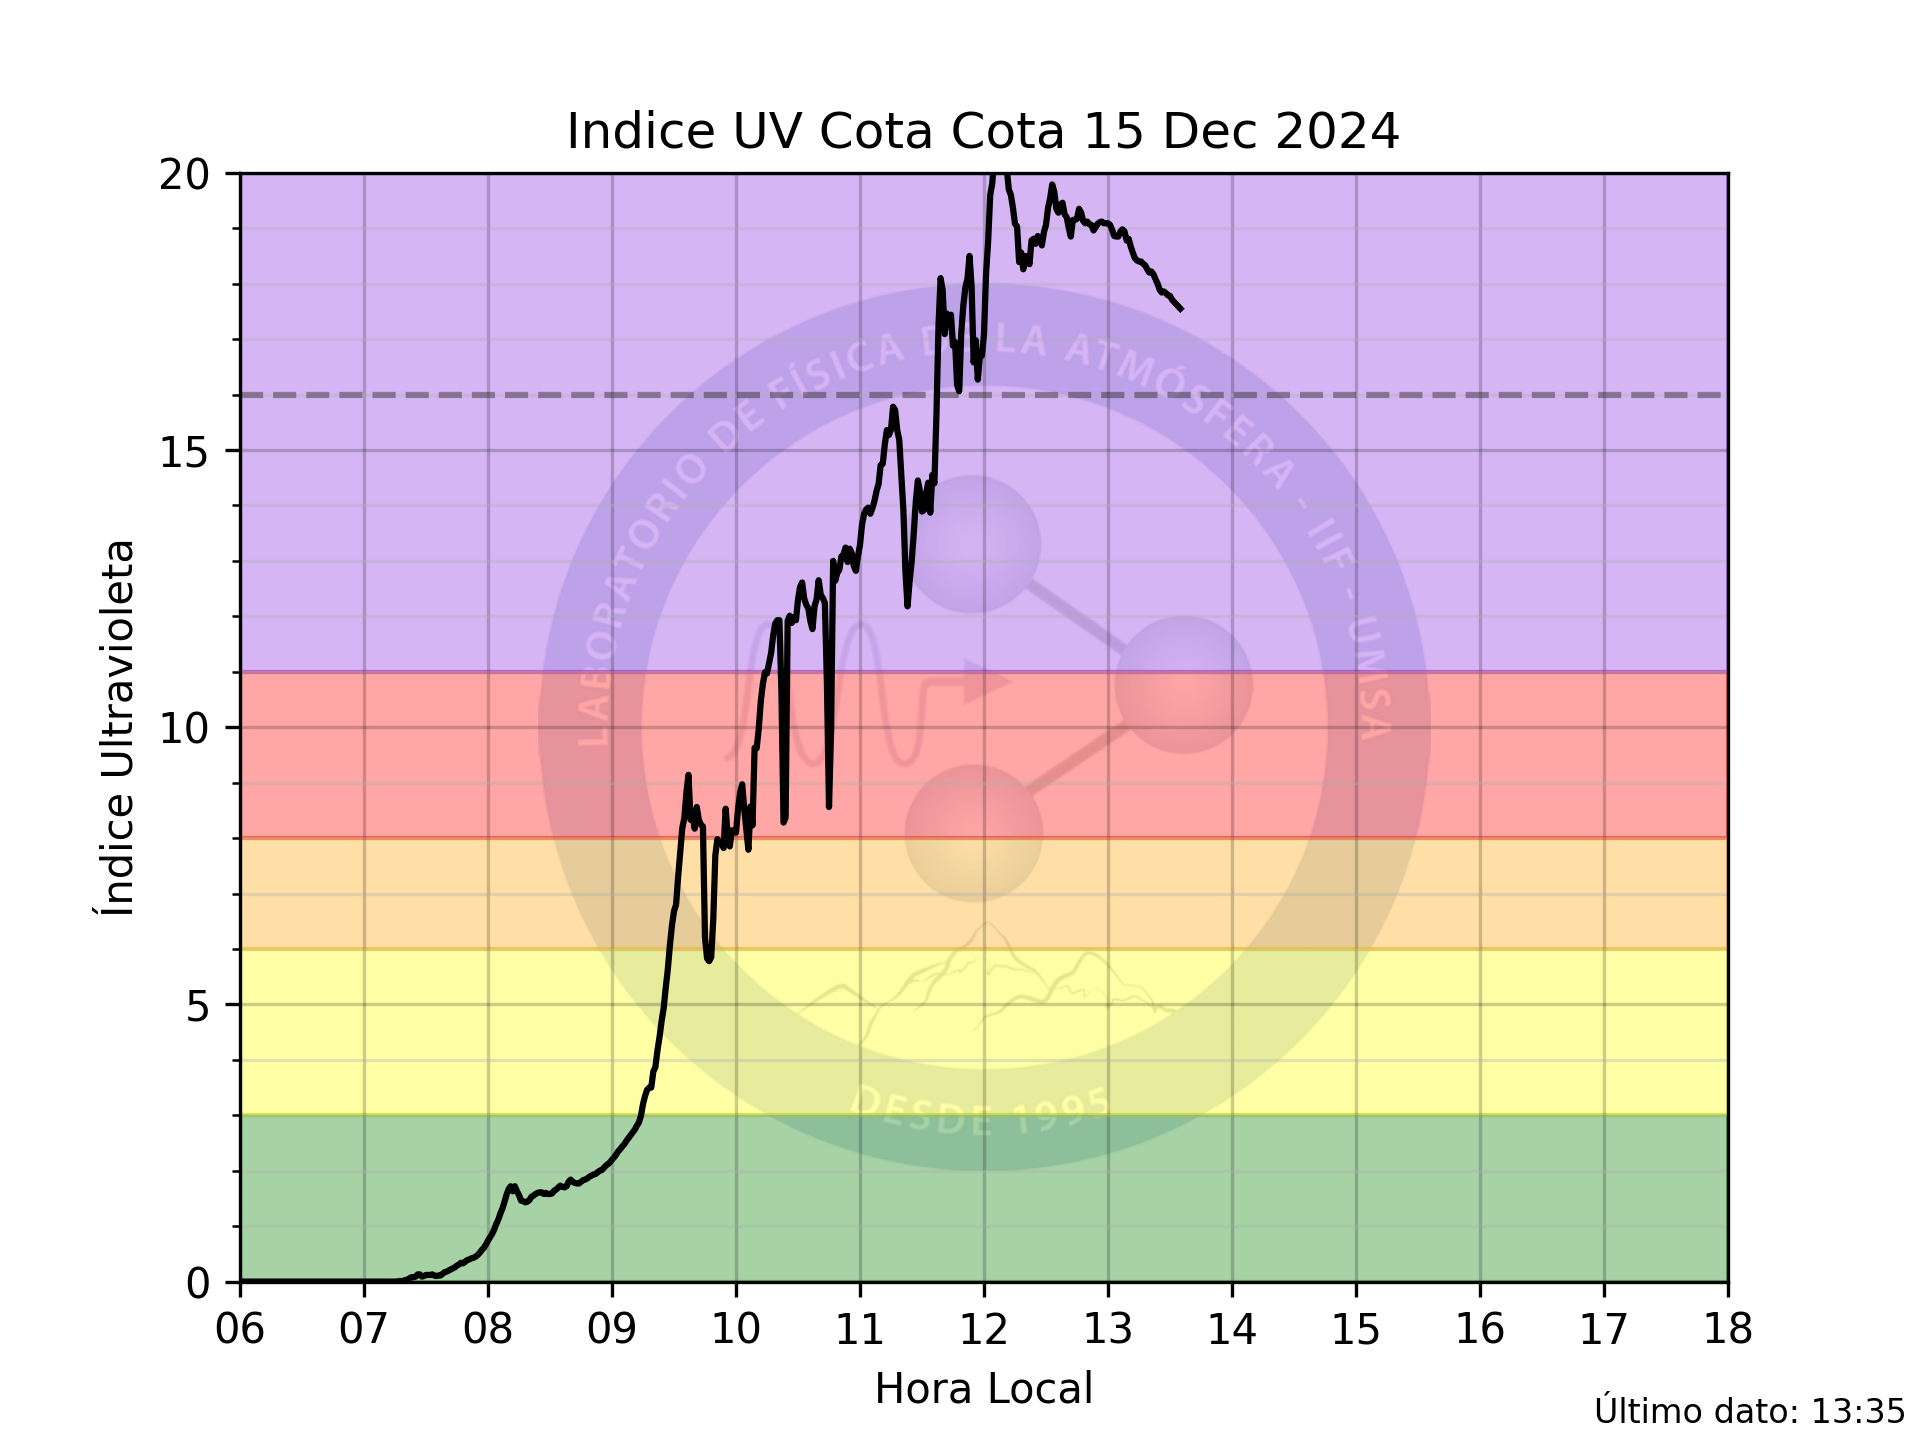 Indice UV Cota Cota 15 Dec 2024
20
15
10
5
0
Índice Ultravioleta
LABORATORIO DE FÍSICA DE LA ATMÓSFERA - IIF - UMSA
DESDE 1995
06 07 08 09 10 11 12 13 14 15 16 17 18
Hora Local
Último dato: 13:35